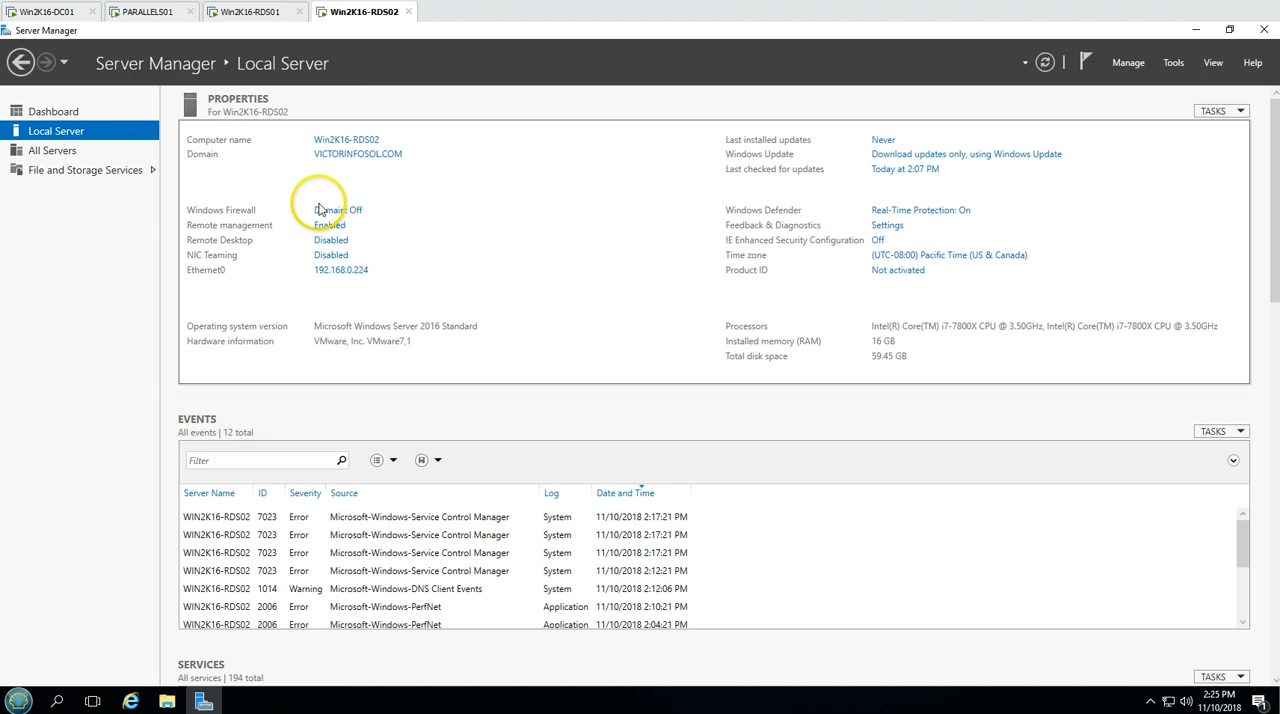 Win2K16-DC01
PARALLELS01
Win2K16-RDS01
Win2K16-RDS02
Server Manager
Server Manager
Local Server
Manage
Tools
View
Help
Dashboard
Local Server
All Servers
File and Storage Services
PROPERTIES
For Win2K16-RDS02
TASKS
Computer name
Win2K16-RDS02
Domain
VICTORINFOSOL.COM
Last installed updates
Never
Windows Update
Download updates only, using Windows Update
Last checked for updates
Today at 2:07 PM
Windows Firewall
Domain: Off
Remote management
Enabled
Remote Desktop
Disabled
NIC Teaming
Disabled
Ethernet0
192.168.0.224
Windows Defender
Real-Time Protection: On
Feedback & Diagnostics
Settings
IE Enhanced Security Configuration
Off
Time zone
(UTC-08:00) Pacific Time (US & Canada)
Product ID
Not activated
Operating system version
Microsoft Windows Server 2016 Standard
Hardware information
VMware, Inc. VMware7,1
Processors
Intel(R) Core(TM) i7-7800X CPU @ 3.50GHz, Intel(R) Core(TM) i7-7800X CPU @ 3.50GHz
Installed memory (RAM)
16 GB
Total disk space
59.45 GB
EVENTS
All events | 12 total
TASKS
Filter
Server Name ID Severity Source Log Date and Time
WIN2K16-RDS02 7023 Error Microsoft-Windows-Service Control Manager System 11/10/2018 2:17:21 PM
WIN2K16-RDS02 7023 Error Microsoft-Windows-Service Control Manager System 11/10/2018 2:17:21 PM
WIN2K16-RDS02 7023 Error Microsoft-Windows-Service Control Manager System 11/10/2018 2:17:21 PM
WIN2K16-RDS02 7023 Error Microsoft-Windows-Service Control Manager System 11/10/2018 2:12:21 PM
WIN2K16-RDS02 1014 Warning Microsoft-Windows-DNS Client Events System 11/10/2018 2:12:06 PM
WIN2K16-RDS02 2006 Error Microsoft-Windows-PerfNet Application 11/10/2018 2:10:21 PM
WIN2K16-RDS02 2006 Error Microsoft-Windows-PerfNet Application 11/10/2018 2:04:21 PM
SERVICES
All services | 194 total
TASKS
2:25 PM
11/10/2018
1